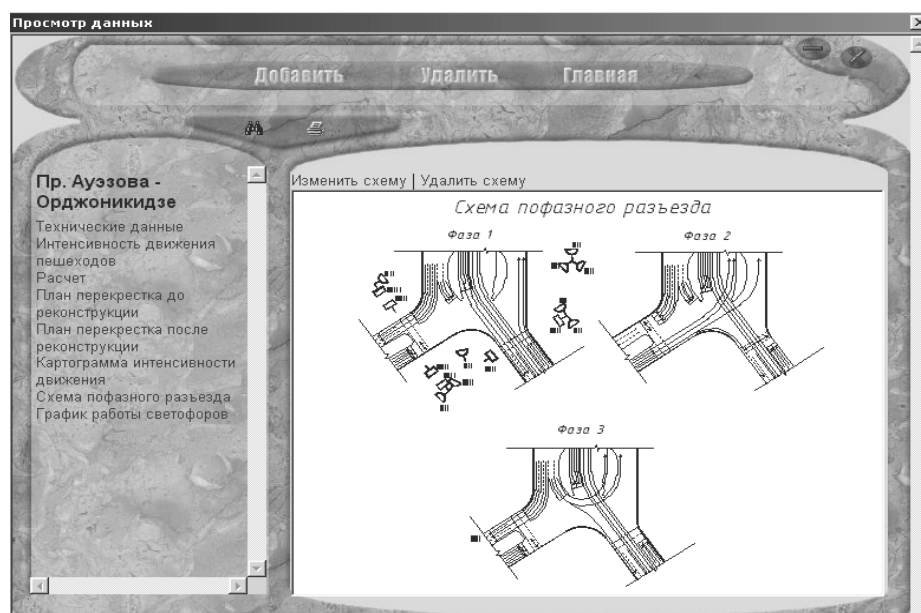 Просмотр данных
Добавить Удалить Главная
Пр. Ауэзова -
Орджоникидзе
Технические данные
Интенсивность движения
пешеходов
Расчет
План перекрестка до
реконструкции
План перекрестка после
реконструкции
Картограмма интенсивности
движения
Схема пофазного разъезда
График работы светофоров
Изменить схему | Удалить схему
Схема пофазного разъезда
Фаза 1
Фаза 2
Фаза 3